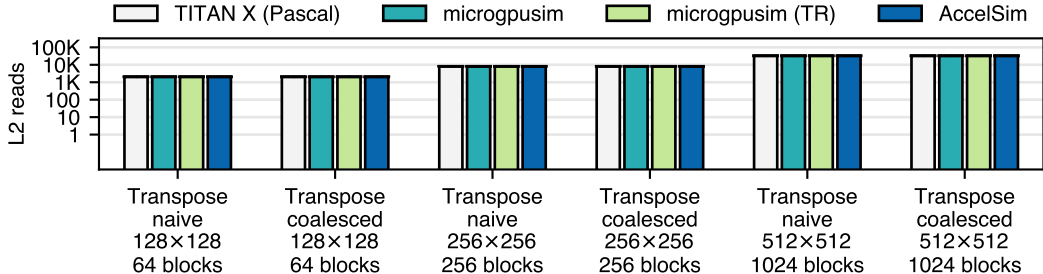 TITAN X (Pascal) microgpusim microgpusim (TR) AccelSim
L2 reads
100K
10K
1K
100
10
1
Transpose naive 128×128 64 blocks
Transpose coalesced 128×128 64 blocks
Transpose naive 256×256 256 blocks
Transpose coalesced 256×256 256 blocks
Transpose naive 512×512 1024 blocks
Transpose coalesced 512×512 1024 blocks